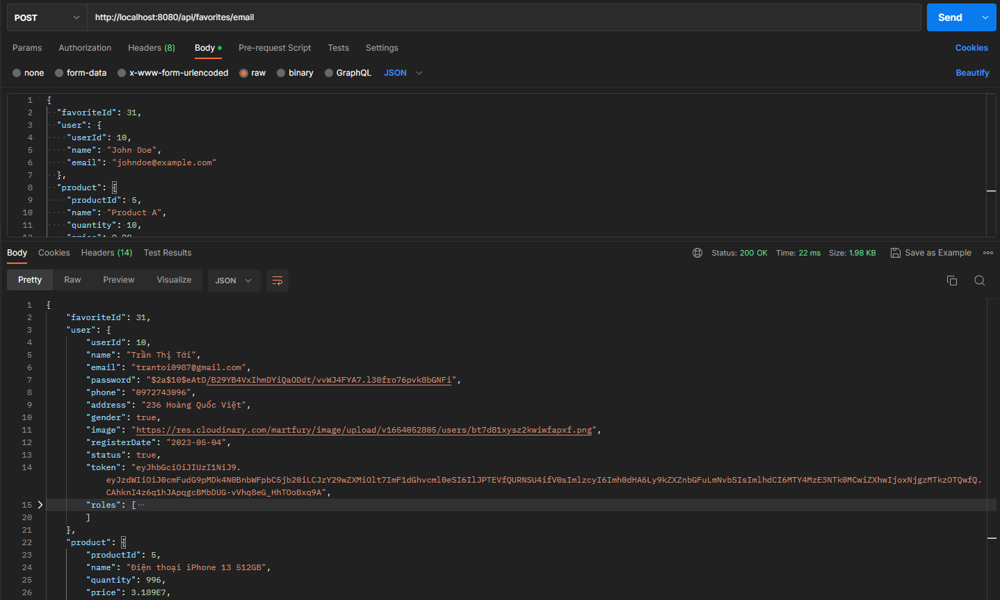 POST http://localhost:8080/api/favorites/email Send
Params Authorization Headers (8) Body Pre-request Script Tests Settings Cookies
none form-data x-www-form-urlencoded raw binary GraphQL JSON Beautify
1 {
2 "favoriteId": 31,
3 "user": {
4 "userId": 10,
5 "name": "John Doe",
6 "email": "johndoe@example.com"
7 },
8 "product": {
9 "productId": 5,
10 "name": "Product A",
11 "quantity": 10,
Body Cookies Headers (14) Test Results Status: 200 OK Time: 22 ms Size: 1.98 KB Save as Example
Pretty Raw Preview Visualize JSON
1 {
2 "favoriteId": 31,
3 "user": {
4 "userId": 10,
5 "name": "Trần Thị Tới",
6 "email": "trantoi0987@gmail.com",
7 "password": "$2a$10$eAtD/B29YB4VxIhmDYiQaODdt/vvWJ4FYA7.l30fro76pvk8bGNFi",
8 "phone": "0972743096",
9 "address": "236 Hoàng Quốc Việt",
10 "gender": true,
11 "image": "https://res.cloudinary.com/martfury/image/upload/v1654052805/users/bt7d81xysz2kwiwfapxf.png",
12 "registerDate": "2023-05-04",
13 "status": true,
14 "token": "eyJhbGciOiJIUzI1NiJ9.
eyJzdWIiOiJ0cmFudG9pMDk4N0BnbWFpbC5jb20iLCJzY29wZXMiOlt7ImF1dGhvcml0eSI6IlJPTEVfQURNSU4ifV0sImlzcyI6Imh0dHA6Ly9kZXZnbGFuLmNvbSIsImlhdCI6MTY4MzE3NTk0MCwiZXhwIjoxNjgzMTkzOTQwfQ.
CAhknI4z6q1hJApqgcBMbDUG-vVhq8eG_HhTOoBxq9A",
15 "roles": [ ⋯
20 ]
21 },
22 "product": {
23 "productId": 5,
24 "name": "Điện thoại iPhone 13 512GB",
25 "quantity": 996,
26 "price": 3.189E7,